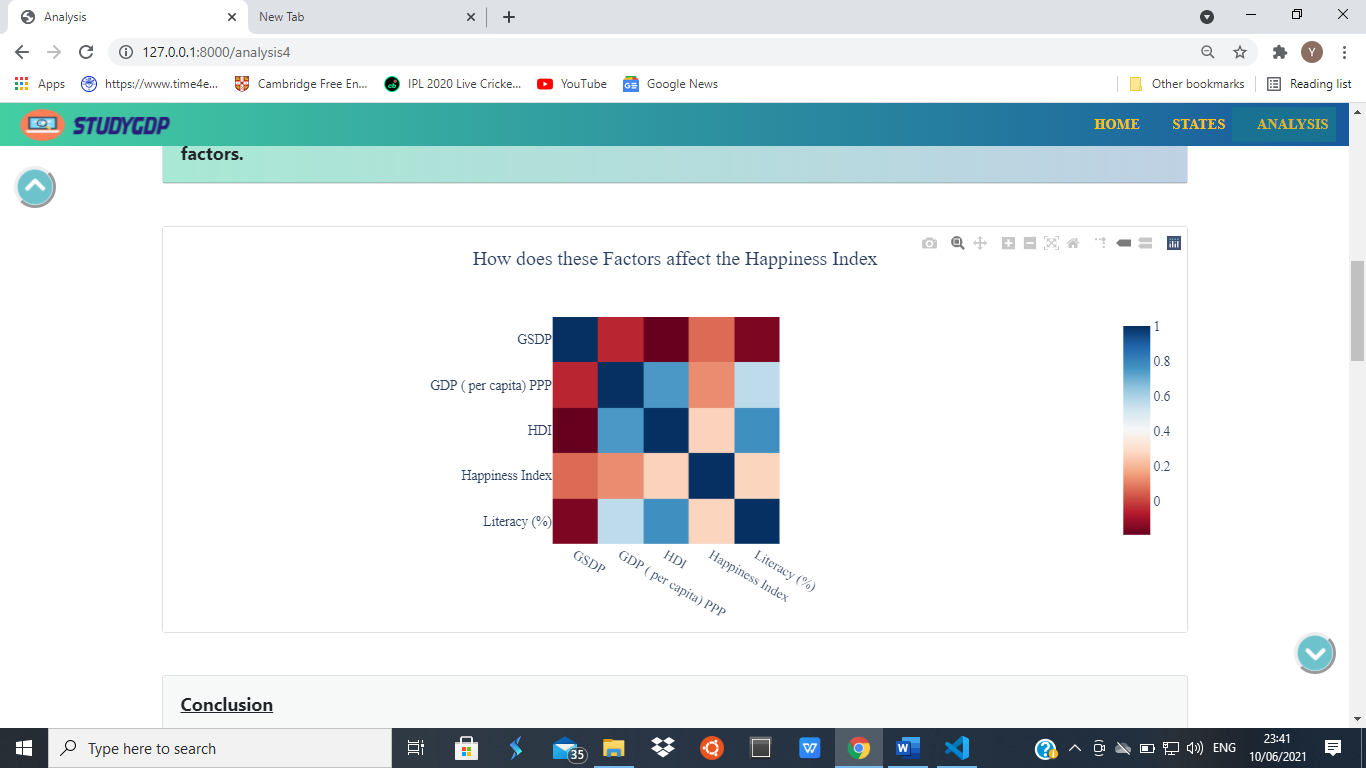 Analysis
New Tab
127.0.0.1:8000/analysis4
Y
Apps
https://www.time4e...
Cambridge Free En...
IPL 2020 Live Cricke...
YouTube
Google News
Other bookmarks
Reading list
STUDYGDP
HOME
STATES
ANALYSIS
factors.
How does these Factors affect the Happiness Index
GSDP
GDP ( per capita) PPP
HDI
Happiness Index
Literacy (%)
GSDP
GDP ( per capita) PPP
HDI
Happiness Index
Literacy (%)
1
0.8
0.6
0.4
0.2
0
Conclusion
Type here to search
35
ENG
23:41
10/06/2021